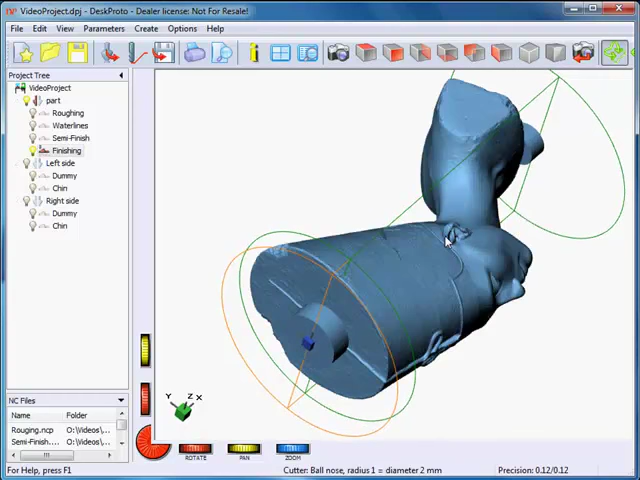 VideoProject.dpj - DeskProto - Dealer license: Not For Resale!
File Edit View Parameters Create Options Help
Project Tree
VideoProject
part
Roughing
Waterlines
Semi-Finish
Finishing
Left side
Dummy
Chin
Right side
Dummy
Chin
NC Files
Name Folder
Rouging.ncp O:\Videos\
Semi-Finish... O:\Videos\
Y Z X
ROTATE PAN ZOOM
For Help, press F1 Cutter: Ball nose, radius 1 = diameter 2 mm Precision: 0.12/0.12